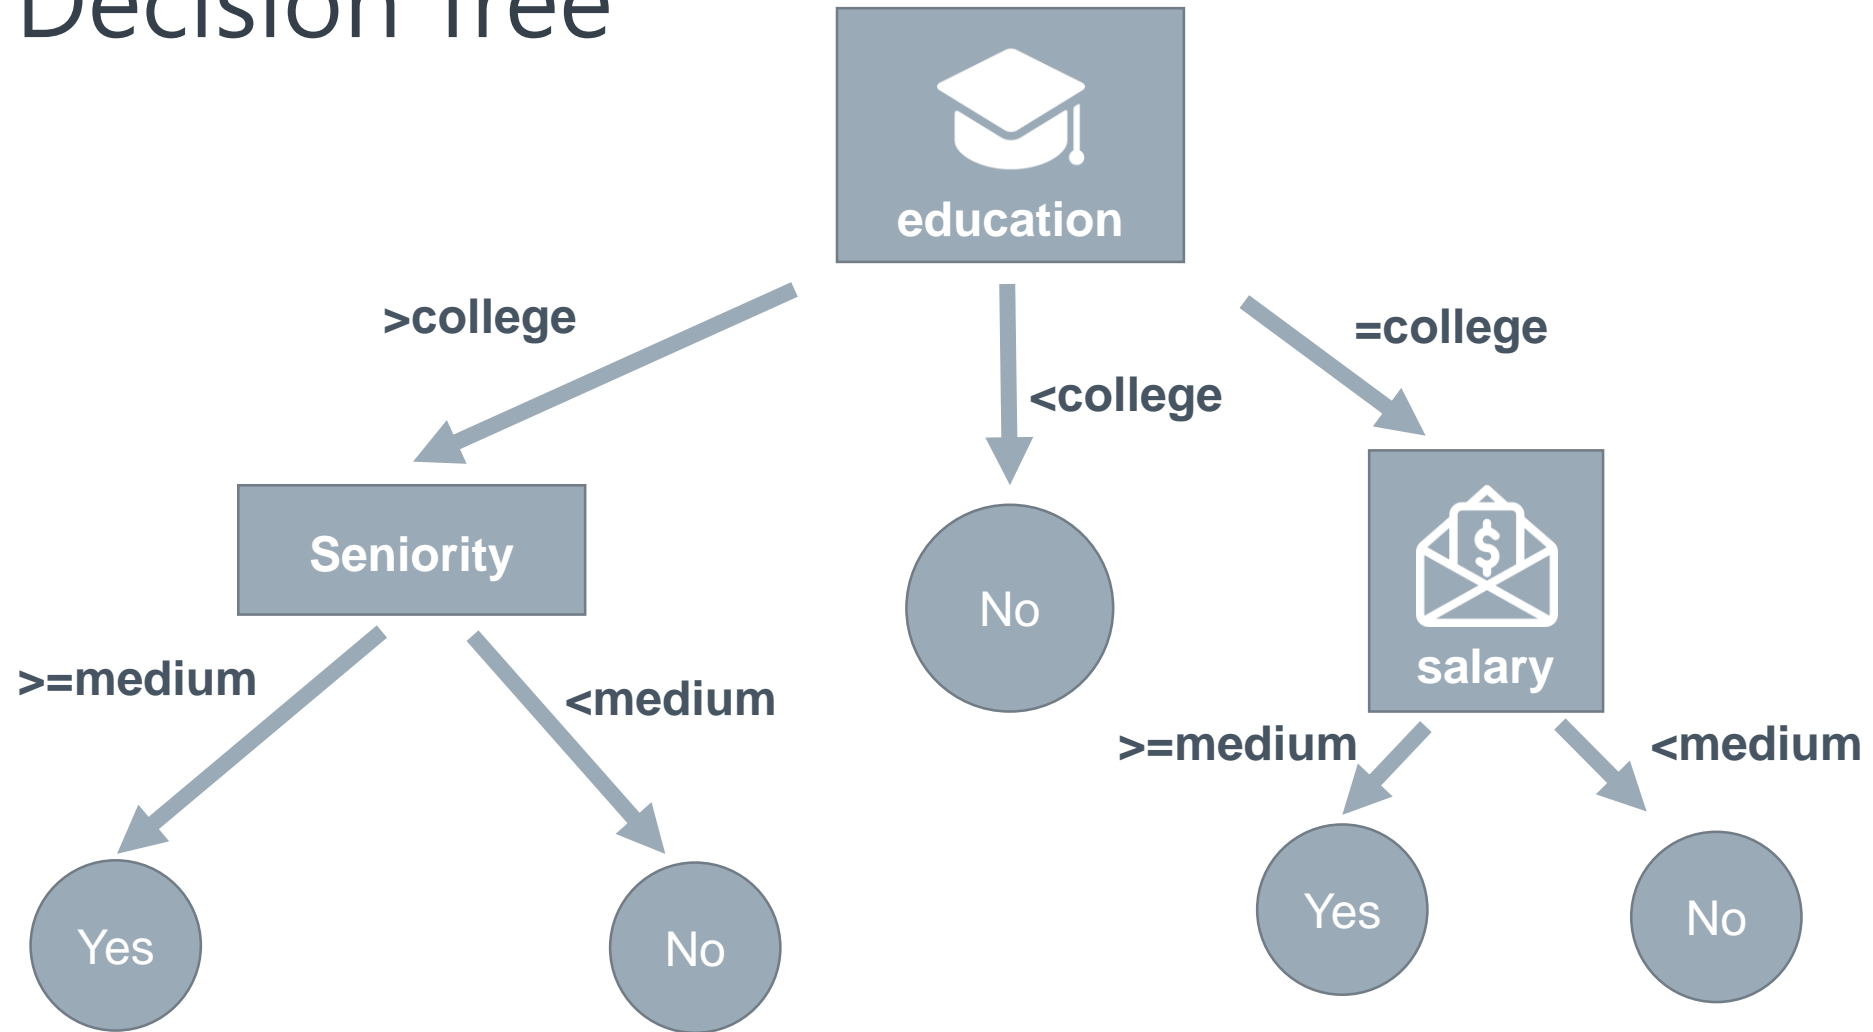 Decision Tree
education
>college
<college
=college
Seniority
No
$
salary
>=medium
<medium
>=medium
<medium
Yes
No
Yes
No